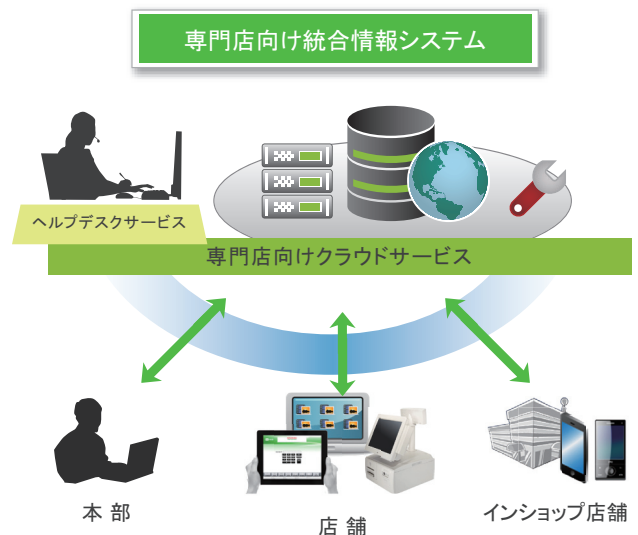 専門店向け統合情報システム
ヘルプデスクサービス
専門店向けクラウドサービス
本 部
店 舗
インショップ店舗